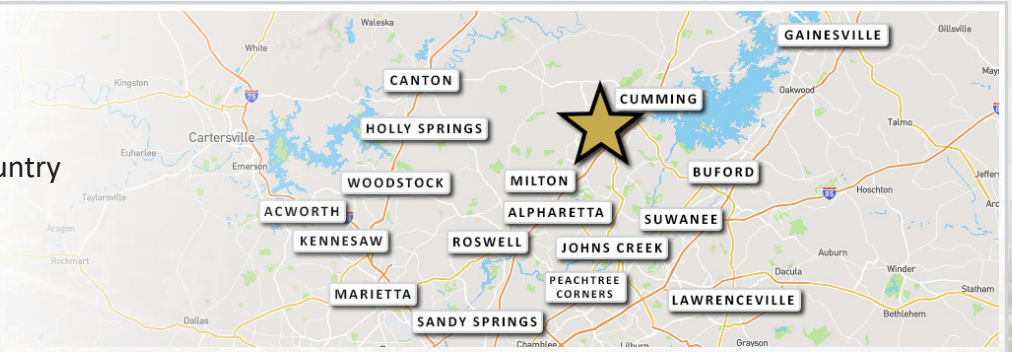 Waleska
GAINESVILLE
Gillsville
White
CANTON
Kingston
75
CUMMING
Oakwood
Talmo
HOLLY SPRINGS
Cartersville
Euharlee
Emerson
untry
BUFORD
WOODSTOCK
MILTON
85
Hoschton
Taylorsville
ACWORTH
ALPHARETTA
SUWANEE
Aragon
KENNESAW
ROSWELL
JOHNS CREEK
Auburn
Rockmart
Dacula
Winder
PEACHTREE
CORNERS
Statham
MARIETTA
LAWRENCEVILLE
Bethlehem
Dallas
SANDY SPRINGS
Chamblee
Lilburn
Grayson